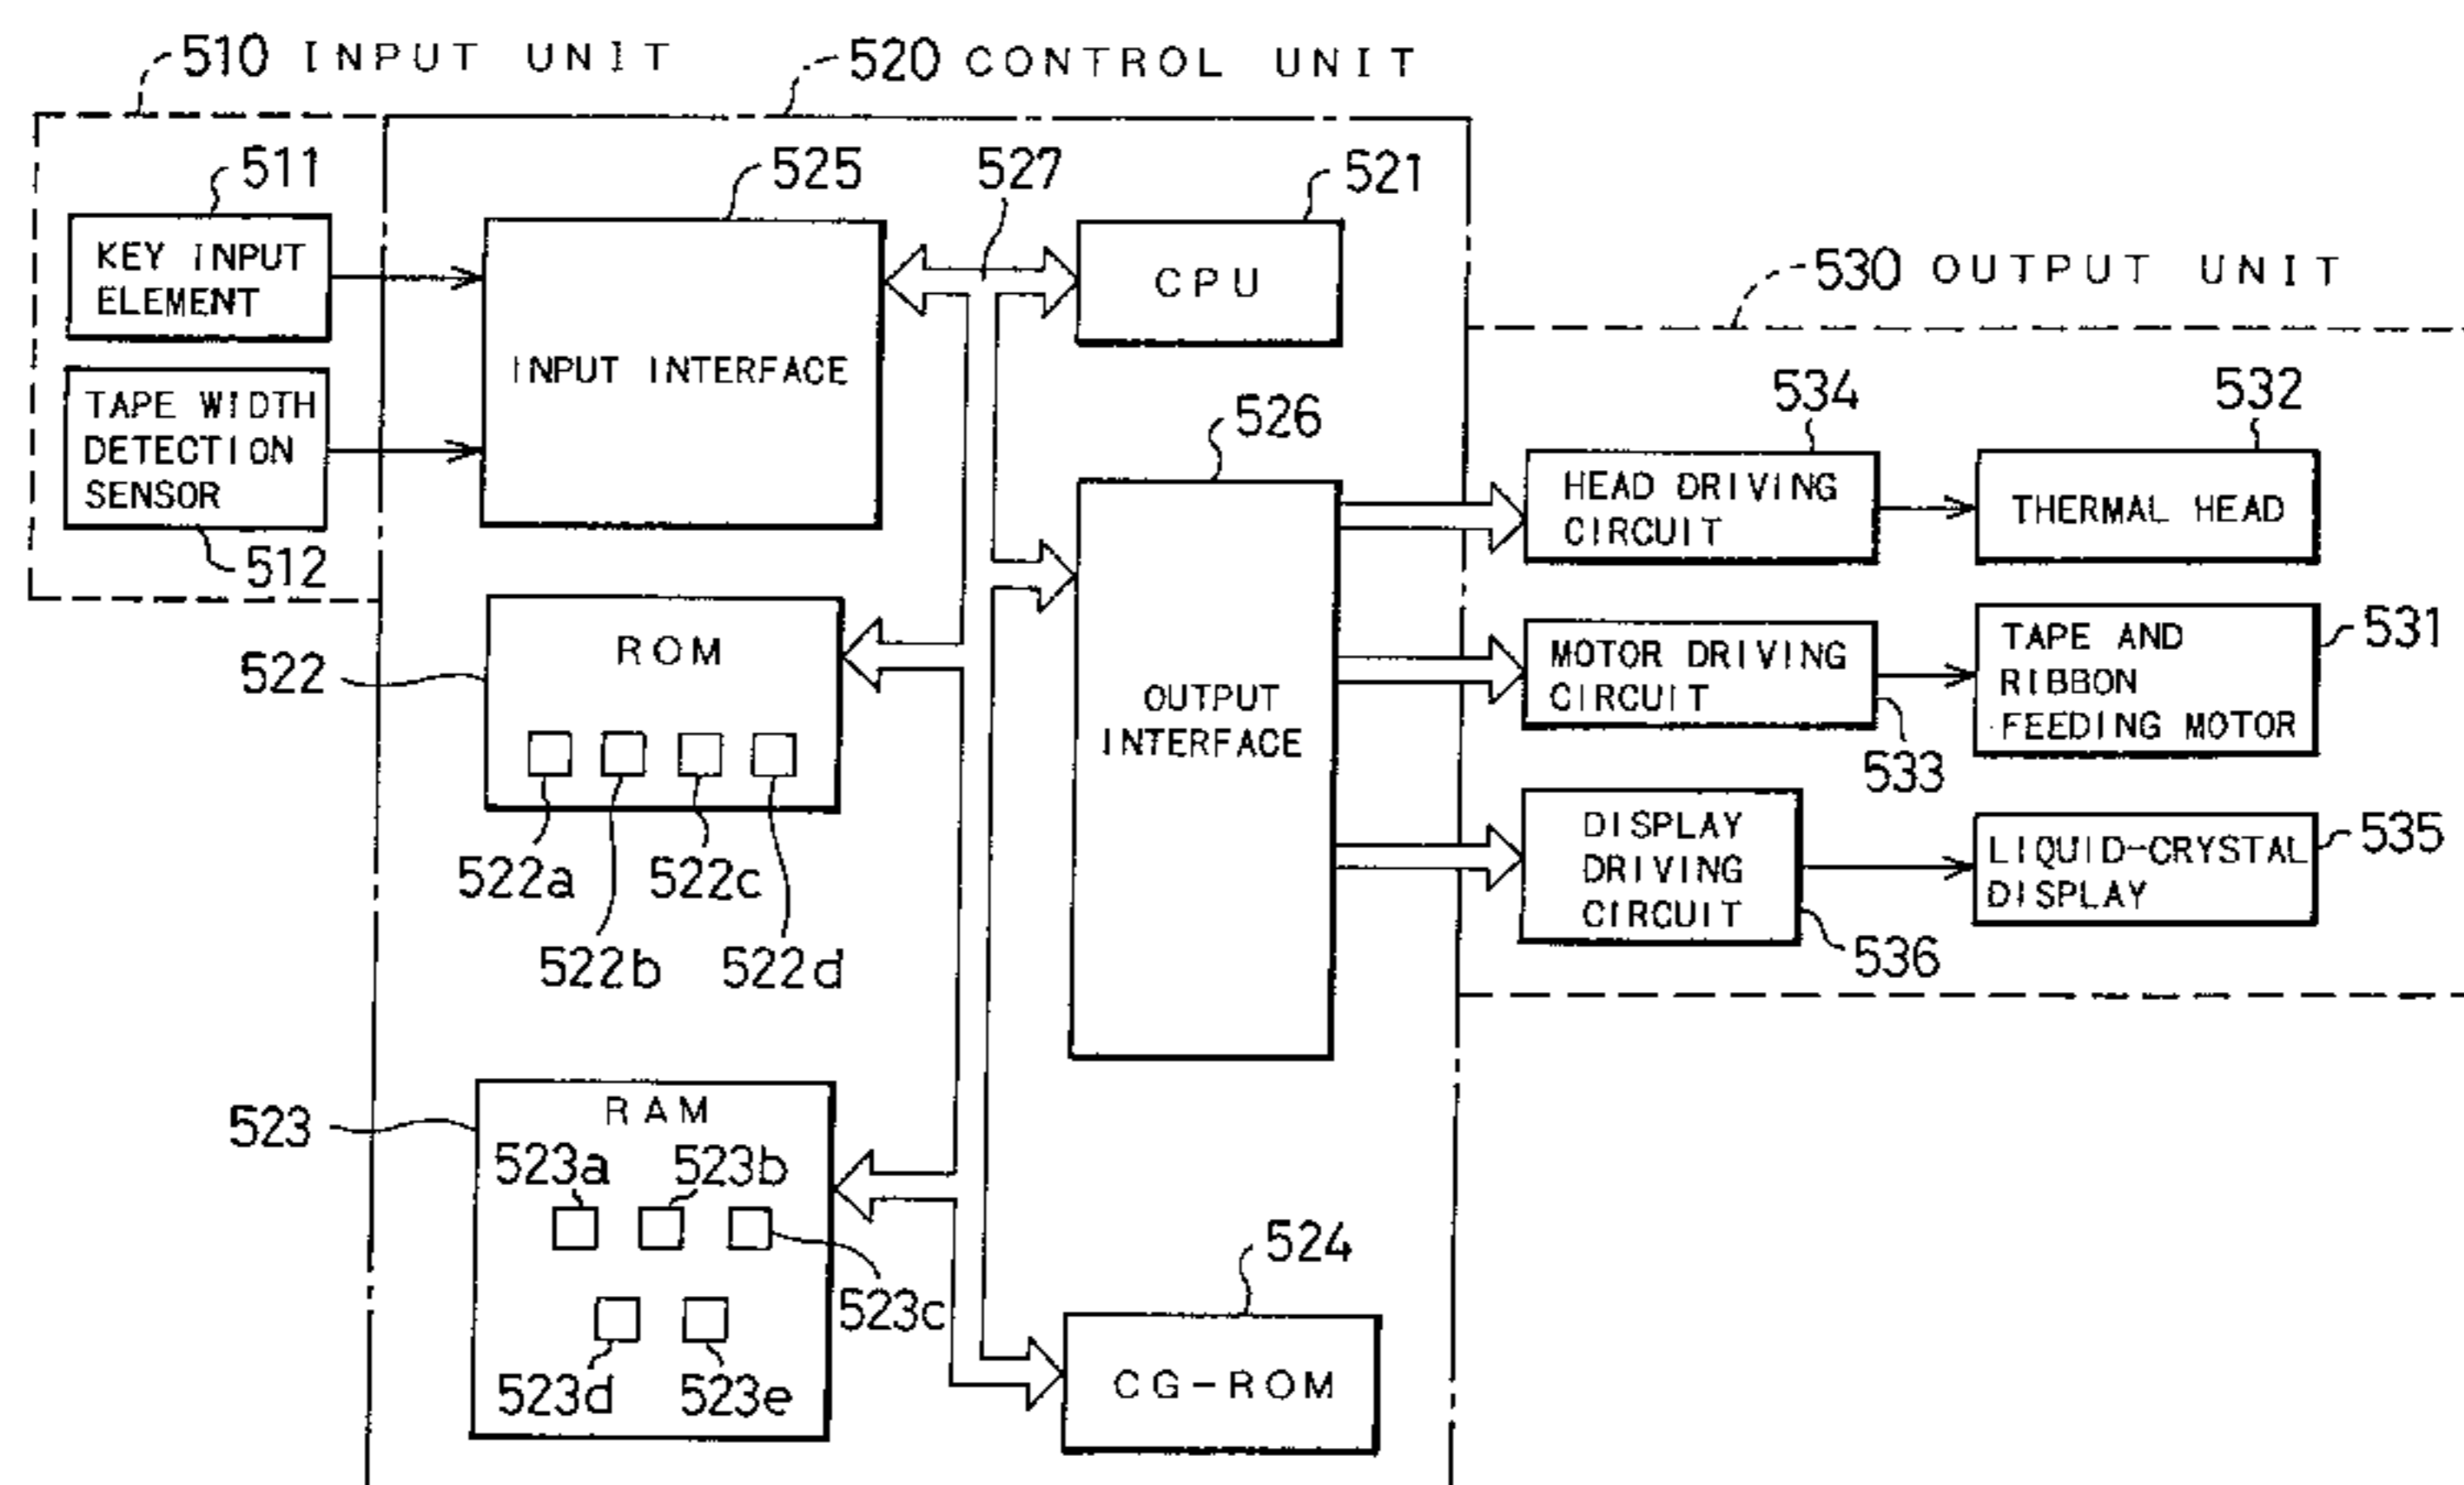 510 INPUT UNIT
520 CONTROL UNIT
511
525
527
521
KEY INPUT
ELEMENT
CPU
530 OUTPUT UNIT
INPUT INTERFACE
TAPE WIDTH
DETECTION
SENSOR
512
526
534
532
HEAD DRIVING
CIRCUIT
THERMAL HEAD
522
ROM
OUTPUT
INTERFACE
MOTOR DRIVING
CIRCUIT
533
TAPE AND
RIBBON
FEEDING MOTOR
531
522a
522c
522b
522d
DISPLAY
DRIVING
CIRCUIT
536
LIQUID-CRYSTAL
DISPLAY
535
523
RAM
523a
523b
523c
523d
523e
524
CG-ROM